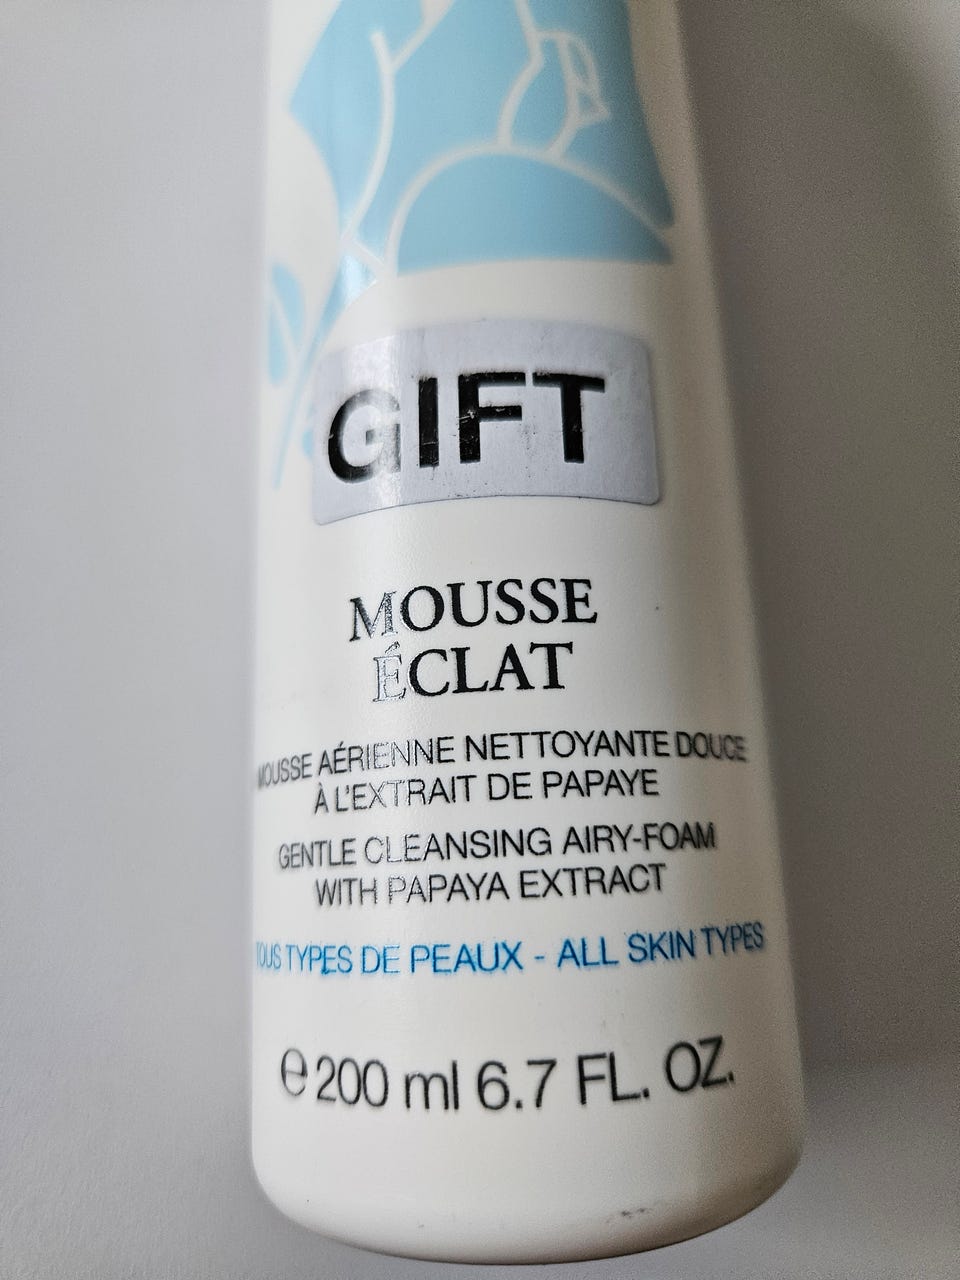 GIFT
MOUSSE
ÉCLAT
MOUSSE AÉRIENNE NETTOYANTE DOUCE
À L'EXTRAIT DE PAPAYE
GENTLE CLEANSING AIRY-FOAM
WITH PAPAYA EXTRACT
TOUS TYPES DE PEAUX - ALL SKIN TYPES
℮ 200 ml 6.7 FL. OZ.